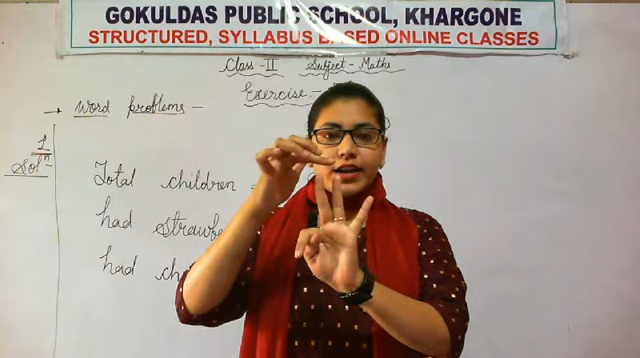 GOKULDAS PUBLIC SCHOOL, KHARGONE
STRUCTURED, SYLLABUS BASED ONLINE CLASSES
Class - II Subject - Maths
Exercise -
→ Word problems -
1
Solⁿ -
Total children =
had
had